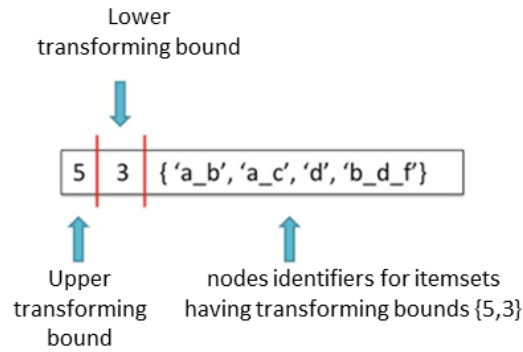 Lower
transforming bound
5 3 { ‘a_b’, ‘a_c’, ‘d’, ‘b_d_f’}
Upper
transforming
bound
nodes identifiers for itemsets
having transforming bounds {5,3}